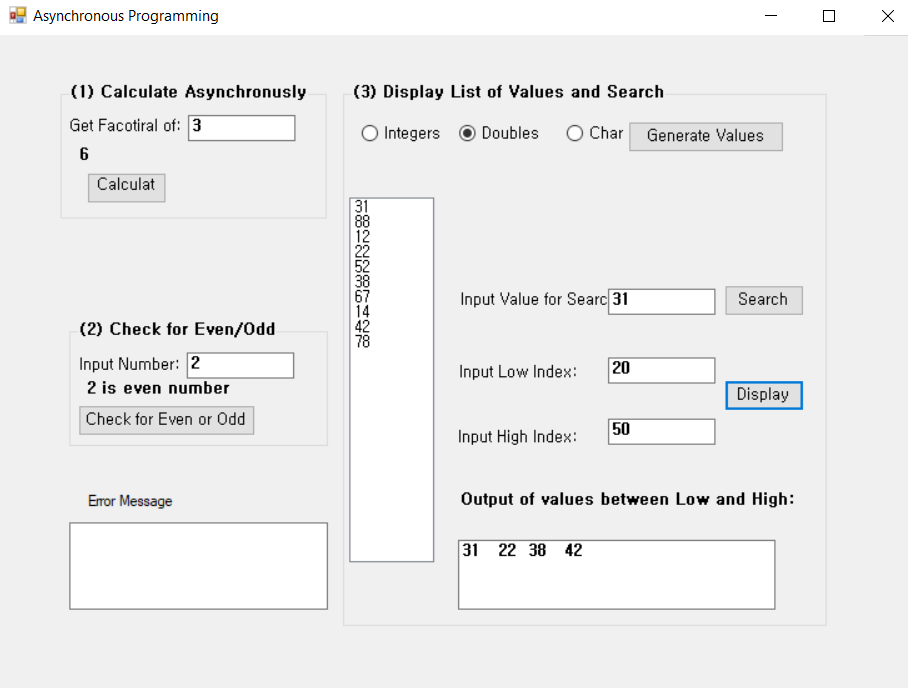 Asynchronous Programming
(1) Calculate Asynchronusly
Get Facotiral of: 3
6
Calculat
(2) Check for Even/Odd
Input Number: 2
2 is even number
Check for Even or Odd
Error Message
(3) Display List of Values and Search
Integers Doubles Char Generate Values
31
88
12
22
52
38
67
14
42
78
Input Value for Searc 31 Search
Input Low Index: 20
Display
Input High Index: 50
Output of values between Low and High:
31 22 38 42